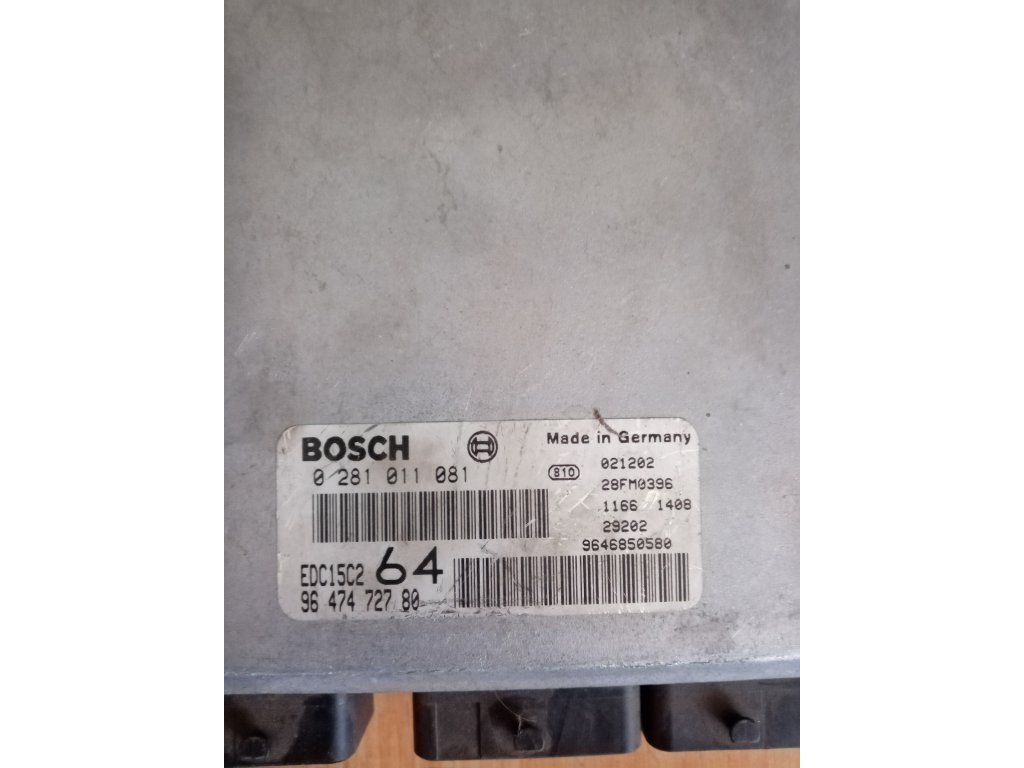 BOSCH
Made in Germany
0 281 011 081
810
021202
28FM0396
1166 1408
29202
9646850580
EDC15C2 64
96 474 727 80